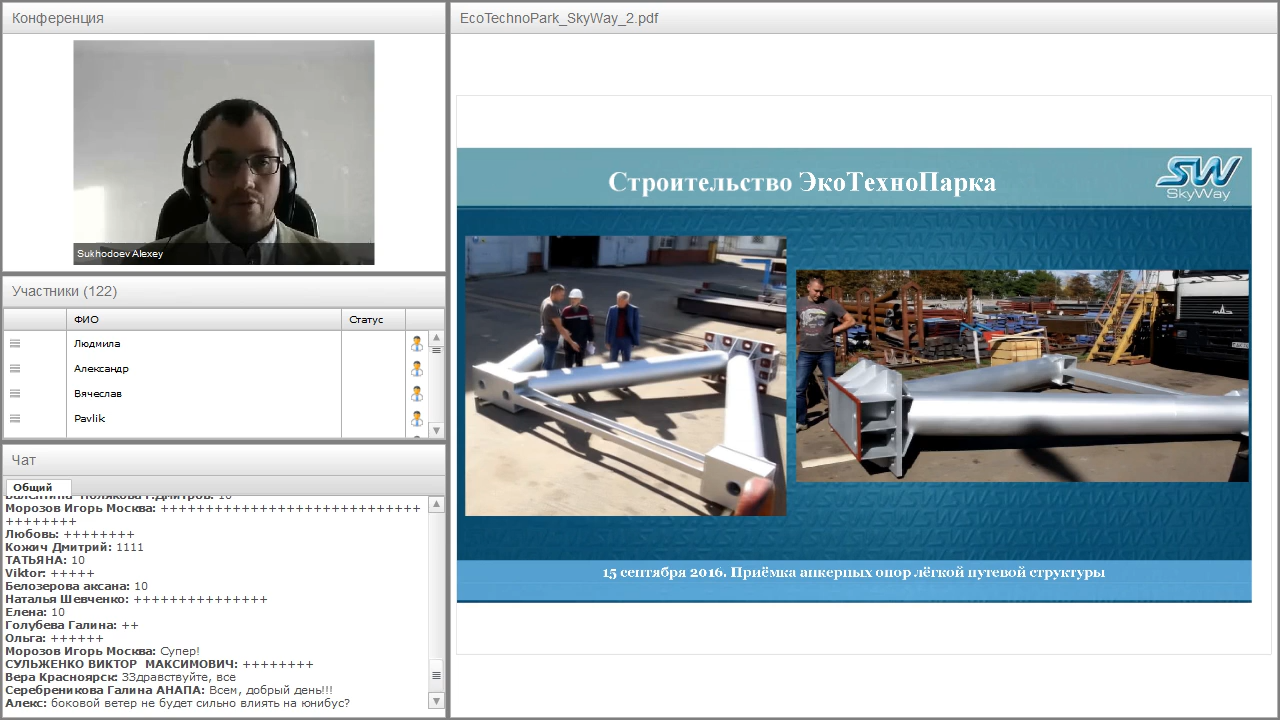 Конференция
Sukhodoev Alexey
Участники (122)
ФИО Статус
Людмила
Александр
Вячеслав
Pavlik
Чат
Общий
Морозов Игорь Москва: ++++++++++++++++++++++++++++
++++++++
Любовь: ++++++++
Кожич Дмитрий: 1111
ТАТЬЯНА: 10
Viktor: +++++
Белозерова аксана: 10
Наталья Шевченко: +++++++++++++++
Елена: 10
Голубева Галина: ++
Ольга: ++++++
Морозов Игорь Москва: Супер!
СУЛЬЖЕНКО ВИКТОР МАКСИМОВИЧ: ++++++++
Вера Красноярск: ЗЗдравствуйте, все
Серебреникова Галина АНАПА: Всем, добрый день!!!
Алекс: боковой ветер не будет сильно влиять на юнибус?
EcoTechnoPark_SkyWay_2.pdf
Строительство ЭкоТехноПарка
SW
SkyWay
15 сентября 2016. Приёмка анкерных опор лёгкой путевой структуры